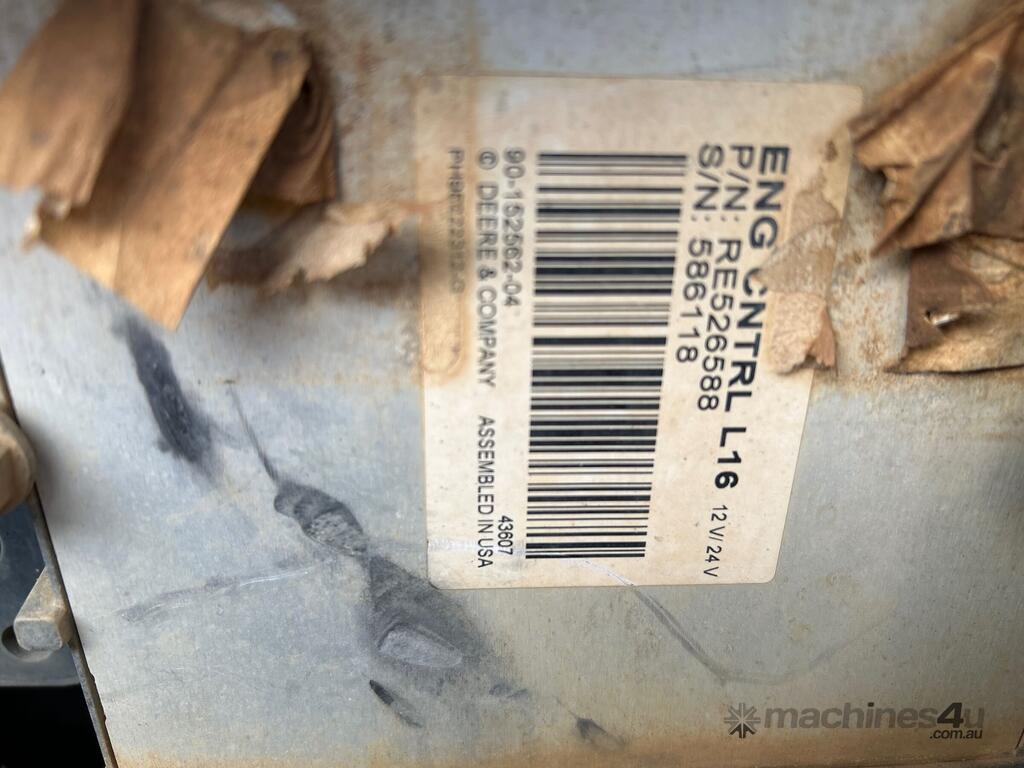 ENG CNTRL L16 12 V/ 24 V
P/N: RE526588
S/N: 586118
43607
90-152562-04
© DEERE & COMPANY ASSEMBLED IN USA
machines4u
.com.au